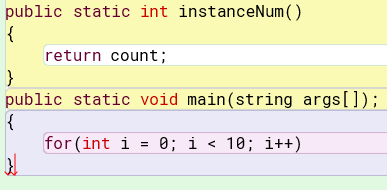 public static int instanceNum()
{
return count;
}
public static void main(string args[]);
{
for(int i = 0; i < 10; i++)
}